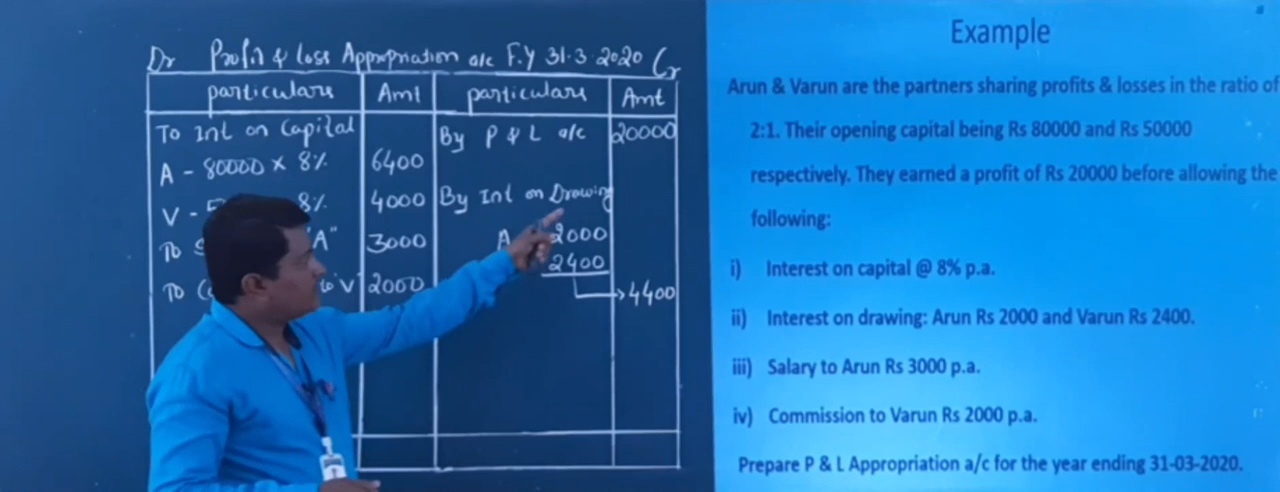 Dr Profit & Loss Appropriation a/c F.Y 31.3.2020 Cr
particulars Amt particulars Amt
To Int on Capital
A - 80000 x 8% 6400
V - 8% 4000
To "A" 3000
To to V 2000
By P & L a/c 20000
By Int on Drawing
A 2000
2400
4400
Example
Arun & Varun are the partners sharing profits & losses in the ratio of
2:1. Their opening capital being Rs 80000 and Rs 50000
respectively. They earned a profit of Rs 20000 before allowing the
following:
i) Interest on capital @ 8% p.a.
ii) Interest on drawing: Arun Rs 2000 and Varun Rs 2400.
iii) Salary to Arun Rs 3000 p.a.
iv) Commission to Varun Rs 2000 p.a.
Prepare P & L Appropriation a/c for the year ending 31-03-2020.